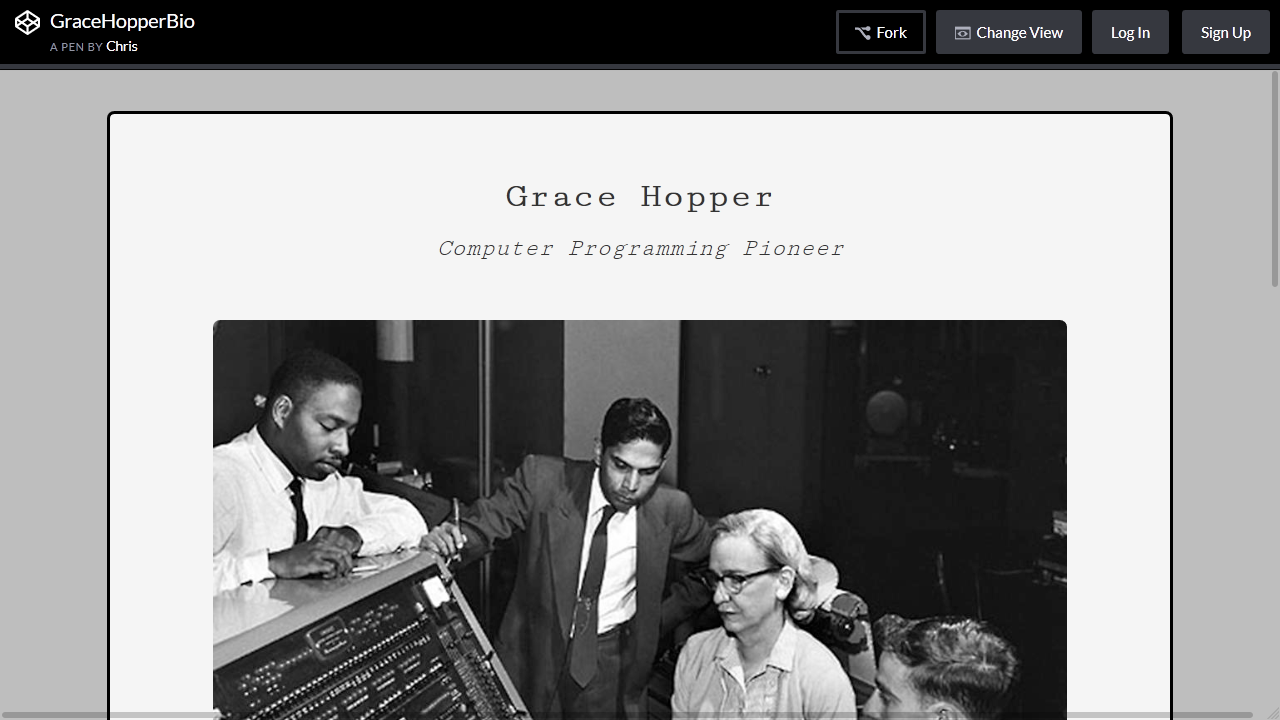 GraceHopperBio
A PEN BY Chris
Fork
Change View
Log In
Sign Up
Grace Hopper
Computer Programming Pioneer